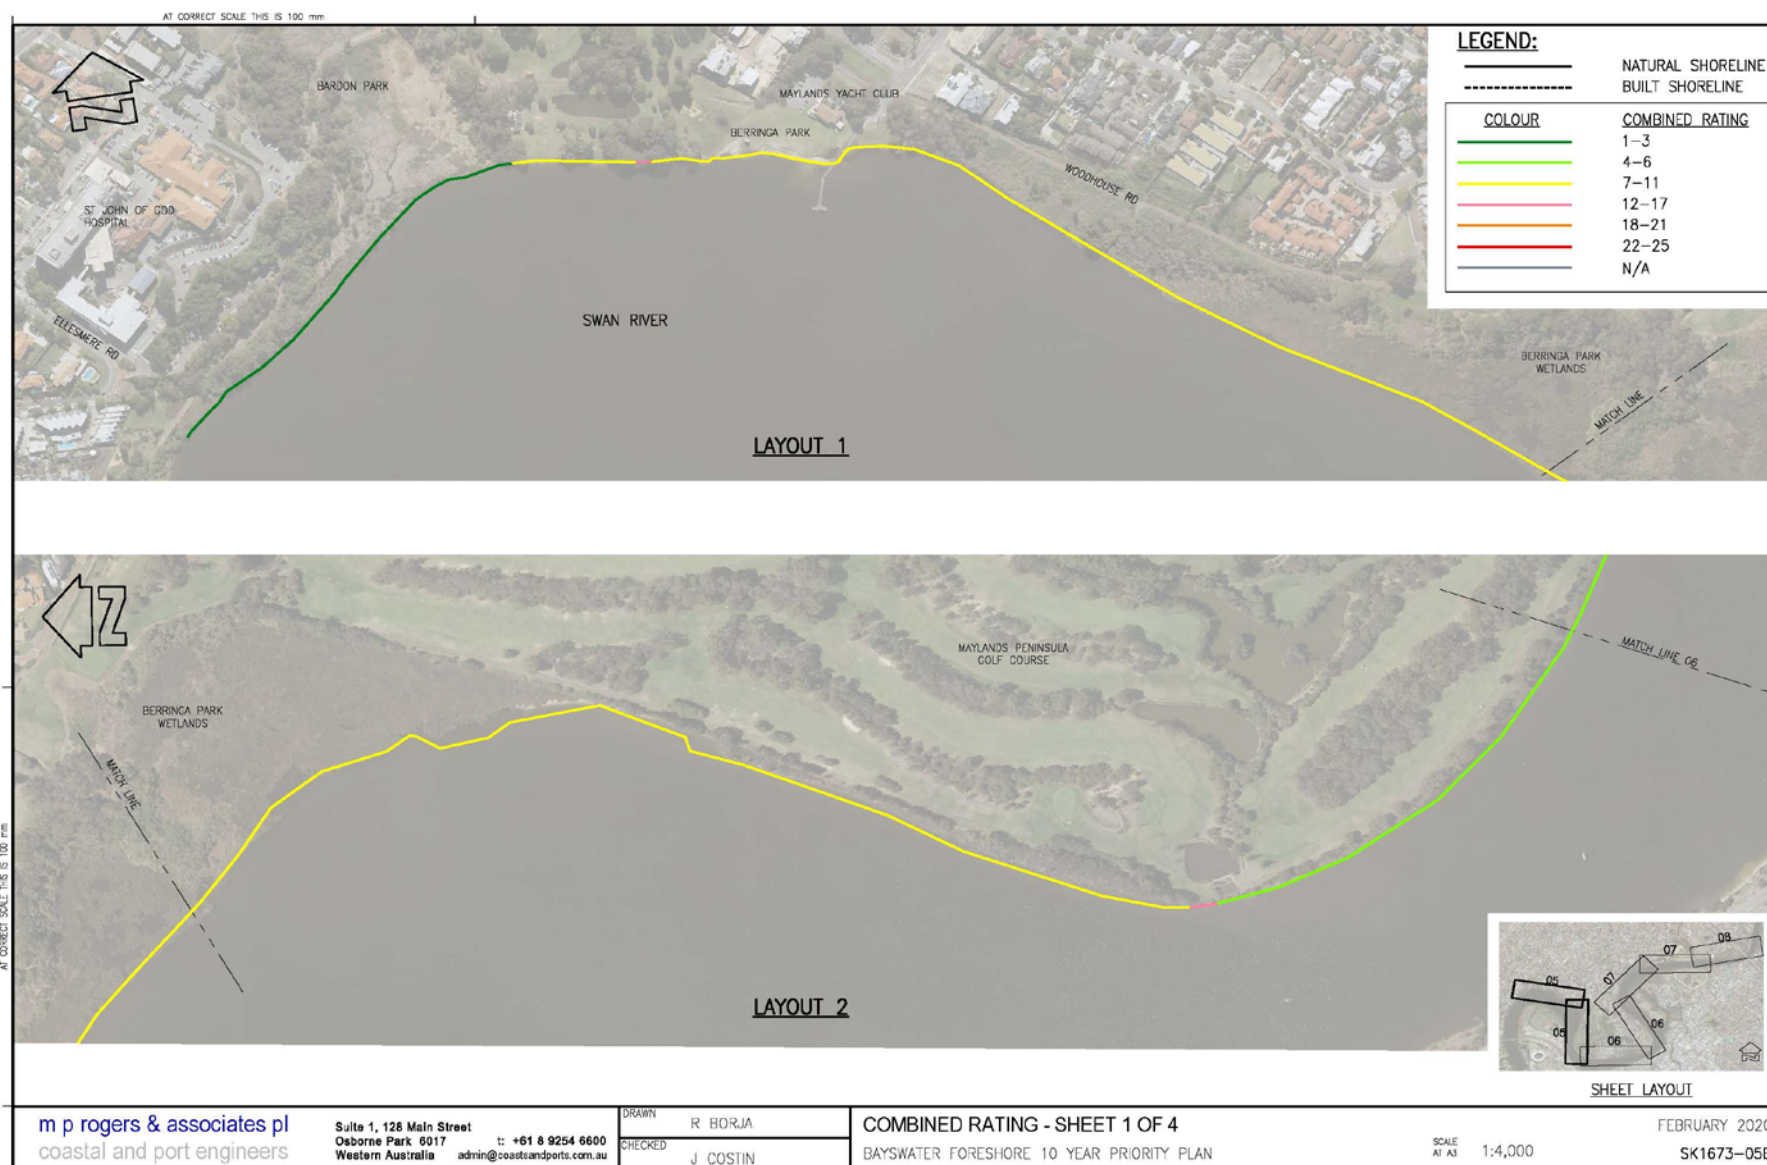 AT CORRECT SCALE THIS IS 100 mm
LEGEND:
NATURAL SHORELINE
BUILT SHORELINE
COLOUR COMBINED RATING
1-3
4-6
7-11
12-17
18-21
22-25
N/A
N
BARDON PARK
MAYLANDS YACHT CLUB
BERRINGA PARK
WOODHOUSE RD
ST JOHN OF GOD
HOSPITAL
ELLESMERE RD
SWAN RIVER
BERRINGA PARK
WETLANDS
MATCH LINE
LAYOUT 1
N
MAYLANDS PENINSULA
GOLF COURSE
MATCH LINE 06
BERRINGA PARK
WETLANDS
MATCH LINE
AT CORRECT SCALE THIS IS 100 mm
LAYOUT 2
08
07
07
05
05
06
06
N
SHEET LAYOUT
m p rogers & associates pl
coastal and port engineers
Suite 1, 128 Main Street
Osborne Park 6017 t: +61 8 9254 6600
Western Australia admin@coastsandports.com.au
DRAWN R BORJA
CHECKED J COSTIN
COMBINED RATING - SHEET 1 OF 4
BAYSWATER FORESHORE 10 YEAR PRIORITY PLAN
SCALE
AT A3 1:4,000
FEBRUARY 2020
SK1673-05B